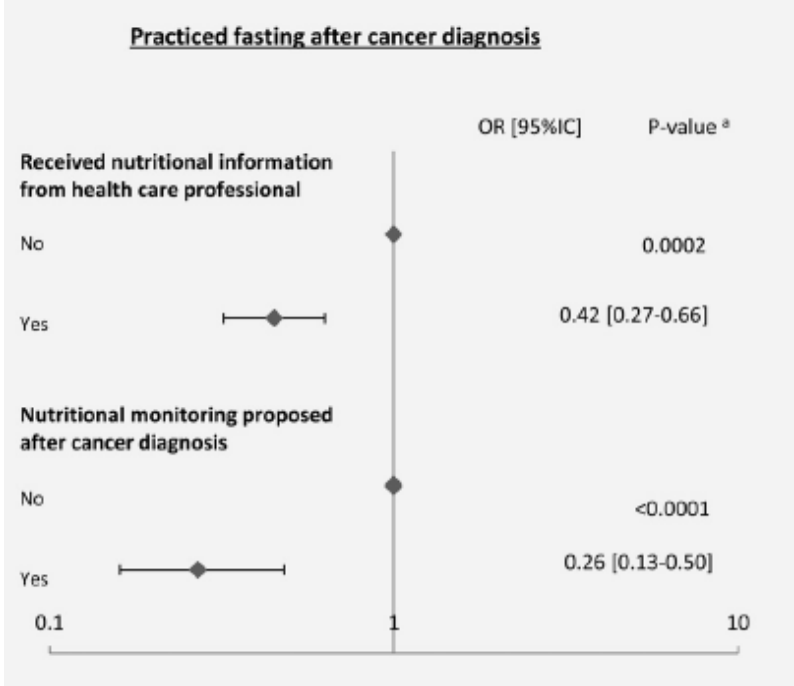 Practiced fasting after cancer diagnosis
OR [95%IC] P-value ᵃ
Received nutritional information
from health care professional
No 0.0002
Yes 0.42 [0.27-0.66]
Nutritional monitoring proposed
after cancer diagnosis
No <0.0001
Yes 0.26 [0.13-0.50]
0.1 1 10